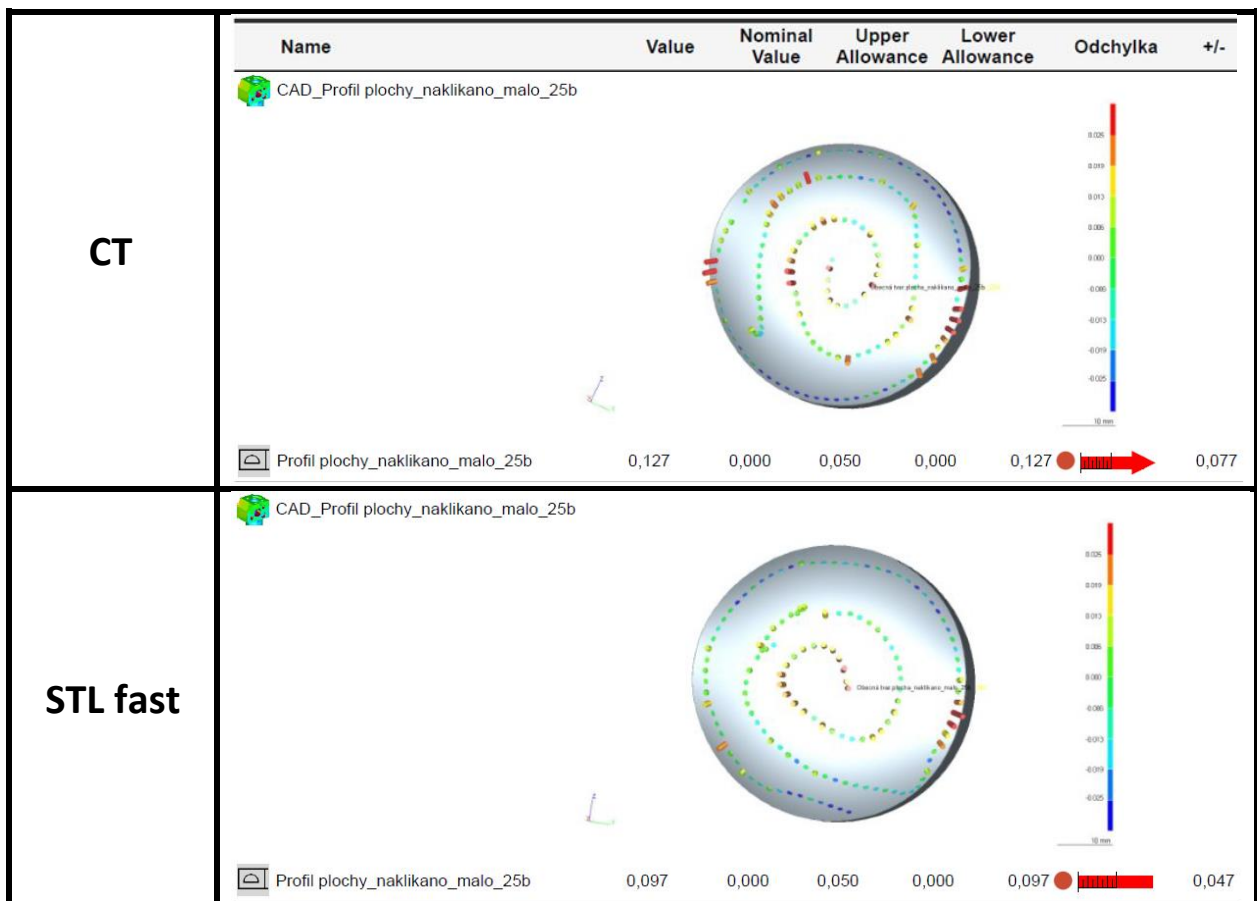 Name Value Nominal Value Upper Allowance Lower Allowance Odchylka +/-
CT
CAD_Profil plochy_naklikano_malo_25b
0.025
0.019
0.013
0.006
0.000
-0.006
-0.013
-0.019
-0.025
10 mm
Profil plochy_naklikano_malo_25b 0,127 0,000 0,050 0,000 0,127 0,077
STL fast
CAD_Profil plochy_naklikano_malo_25b
0.025
0.019
0.013
0.006
0.000
-0.006
-0.013
-0.019
-0.025
10 mm
Profil plochy_naklikano_malo_25b 0,097 0,000 0,050 0,000 0,097 0,047